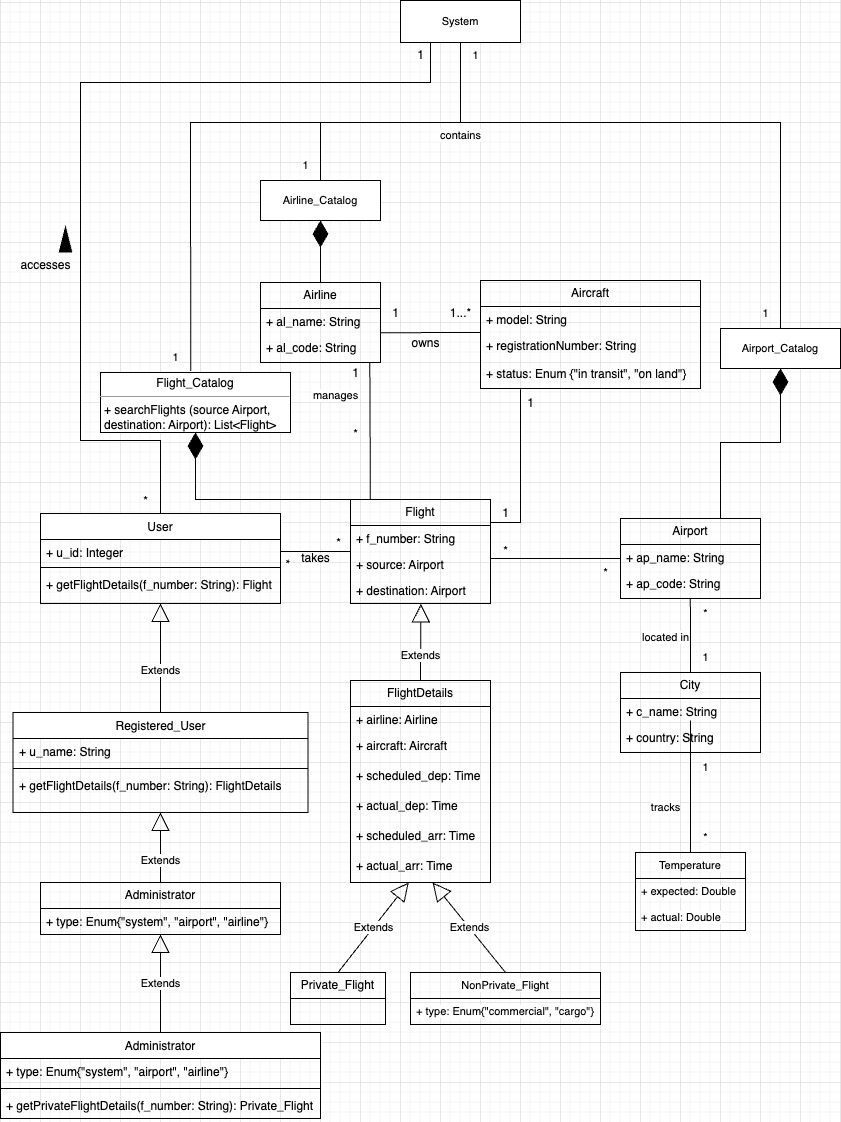 System
1
1
contains
1
Airline_Catalog
accesses
Airline
+ al_name: String
+ al_code: String
1
1...*
owns
Aircraft
+ model: String
+ registrationNumber: String
+ status: Enum {"in transit", "on land"}
1
Airport_Catalog
1
Flight_Catalog
+ searchFlights (source Airport,
destination: Airport): List<Flight>
1
manages
*
1
*
User
+ u_id: Integer
+ getFlightDetails(f_number: String): Flight
*
takes
*
Flight
+ f_number: String
+ source: Airport
+ destination: Airport
1
*
*
Airport
+ ap_name: String
+ ap_code: String
*
located in
1
Extends
Extends
City
+ c_name: String
+ country: String
1
tracks
*
Registered_User
+ u_name: String
+ getFlightDetails(f_number: String): FlightDetails
FlightDetails
+ airline: Airline
+ aircraft: Aircraft
+ scheduled_dep: Time
+ actual_dep: Time
+ scheduled_arr: Time
+ actual_arr: Time
Temperature
+ expected: Double
+ actual: Double
Extends
Administrator
+ type: Enum{"system", "airport", "airline"}
Extends
Extends
Extends
Private_Flight
NonPrivate_Flight
+ type: Enum{"commercial", "cargo"}
Administrator
+ type: Enum{"system", "airport", "airline"}
+ getPrivateFlightDetails(f_number: String): Private_Flight